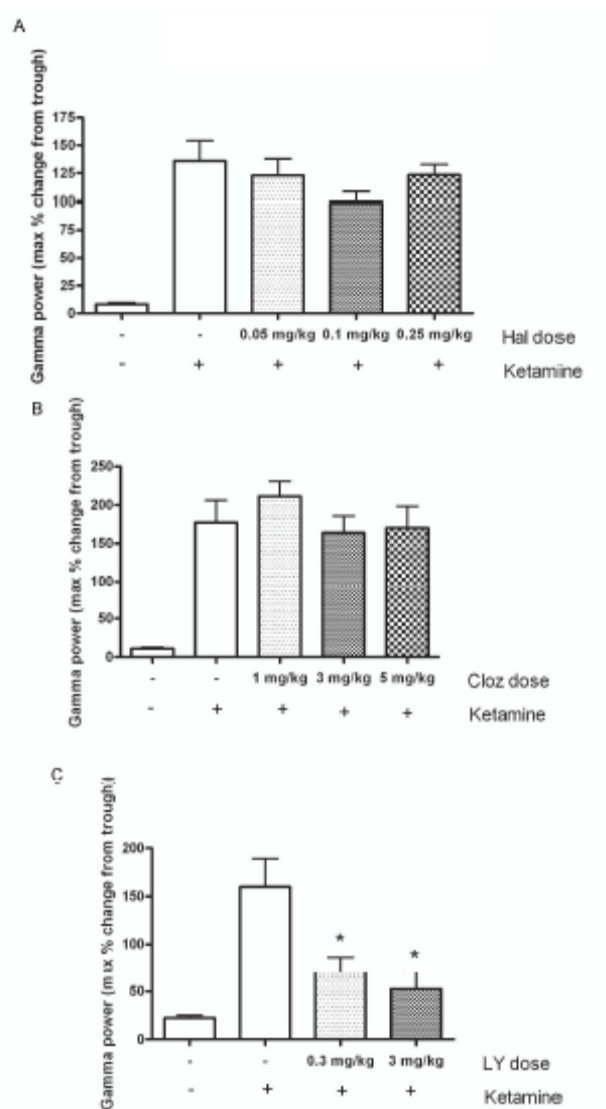 A
Gamma power (max % change from trough)
175
150
125
100
75
50
25
0
- - 0.05 mg/kg 0.1 mg/kg 0.25 mg/kg Hal dose
- + + + + Ketamine
B
Gamma power (max % change from trough)
250
200
150
100
50
0
- - 1 mg/kg 3 mg/kg 5 mg/kg Cloz dose
- + + + + Ketamine
C
Gamma power (max % change from trough)
200
150
100
50
0
* *
- - 0.3 mg/kg 3 mg/kg LY dose
- + + + Ketamine